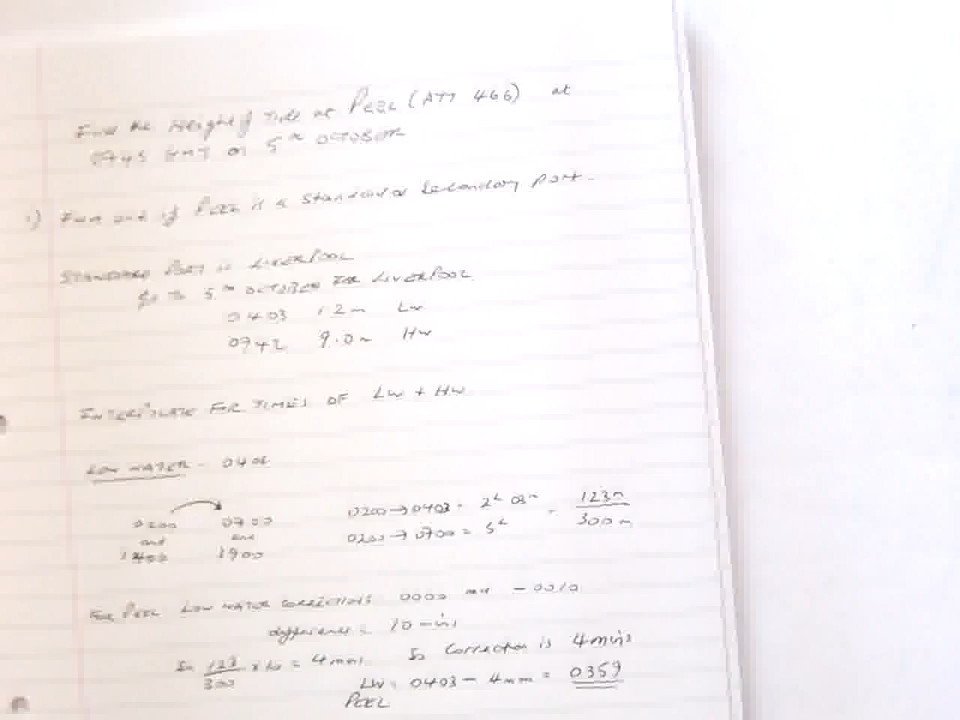 Find the Height of Tide at PEEL (ATT 466) at
0745 GMT on 5th OCTOBER
1) Find out if PEEL is a Standard or Secondary port.
STANDARD PORT is LIVERPOOL
Go to 5th OCTOBER FOR LIVERPOOL
0403 1.2m LW
0942 9.0m HW
INTERPOLATE FOR TIMES OF LW + HW
LOW WATER - 0403
0200 0700 0200 → 0403 = 2h 03m = 123m
and and 0200 → 0700 = 5h 300m
1400 1900
FOR PEEL LOW WATER CORRECTIONS 0000 and -0010
difference = 10 mins
So 123/300 x 10 = 4 mins. So Correction is 4 mins
LW = 0403 - 4mm = 0359
PEEL